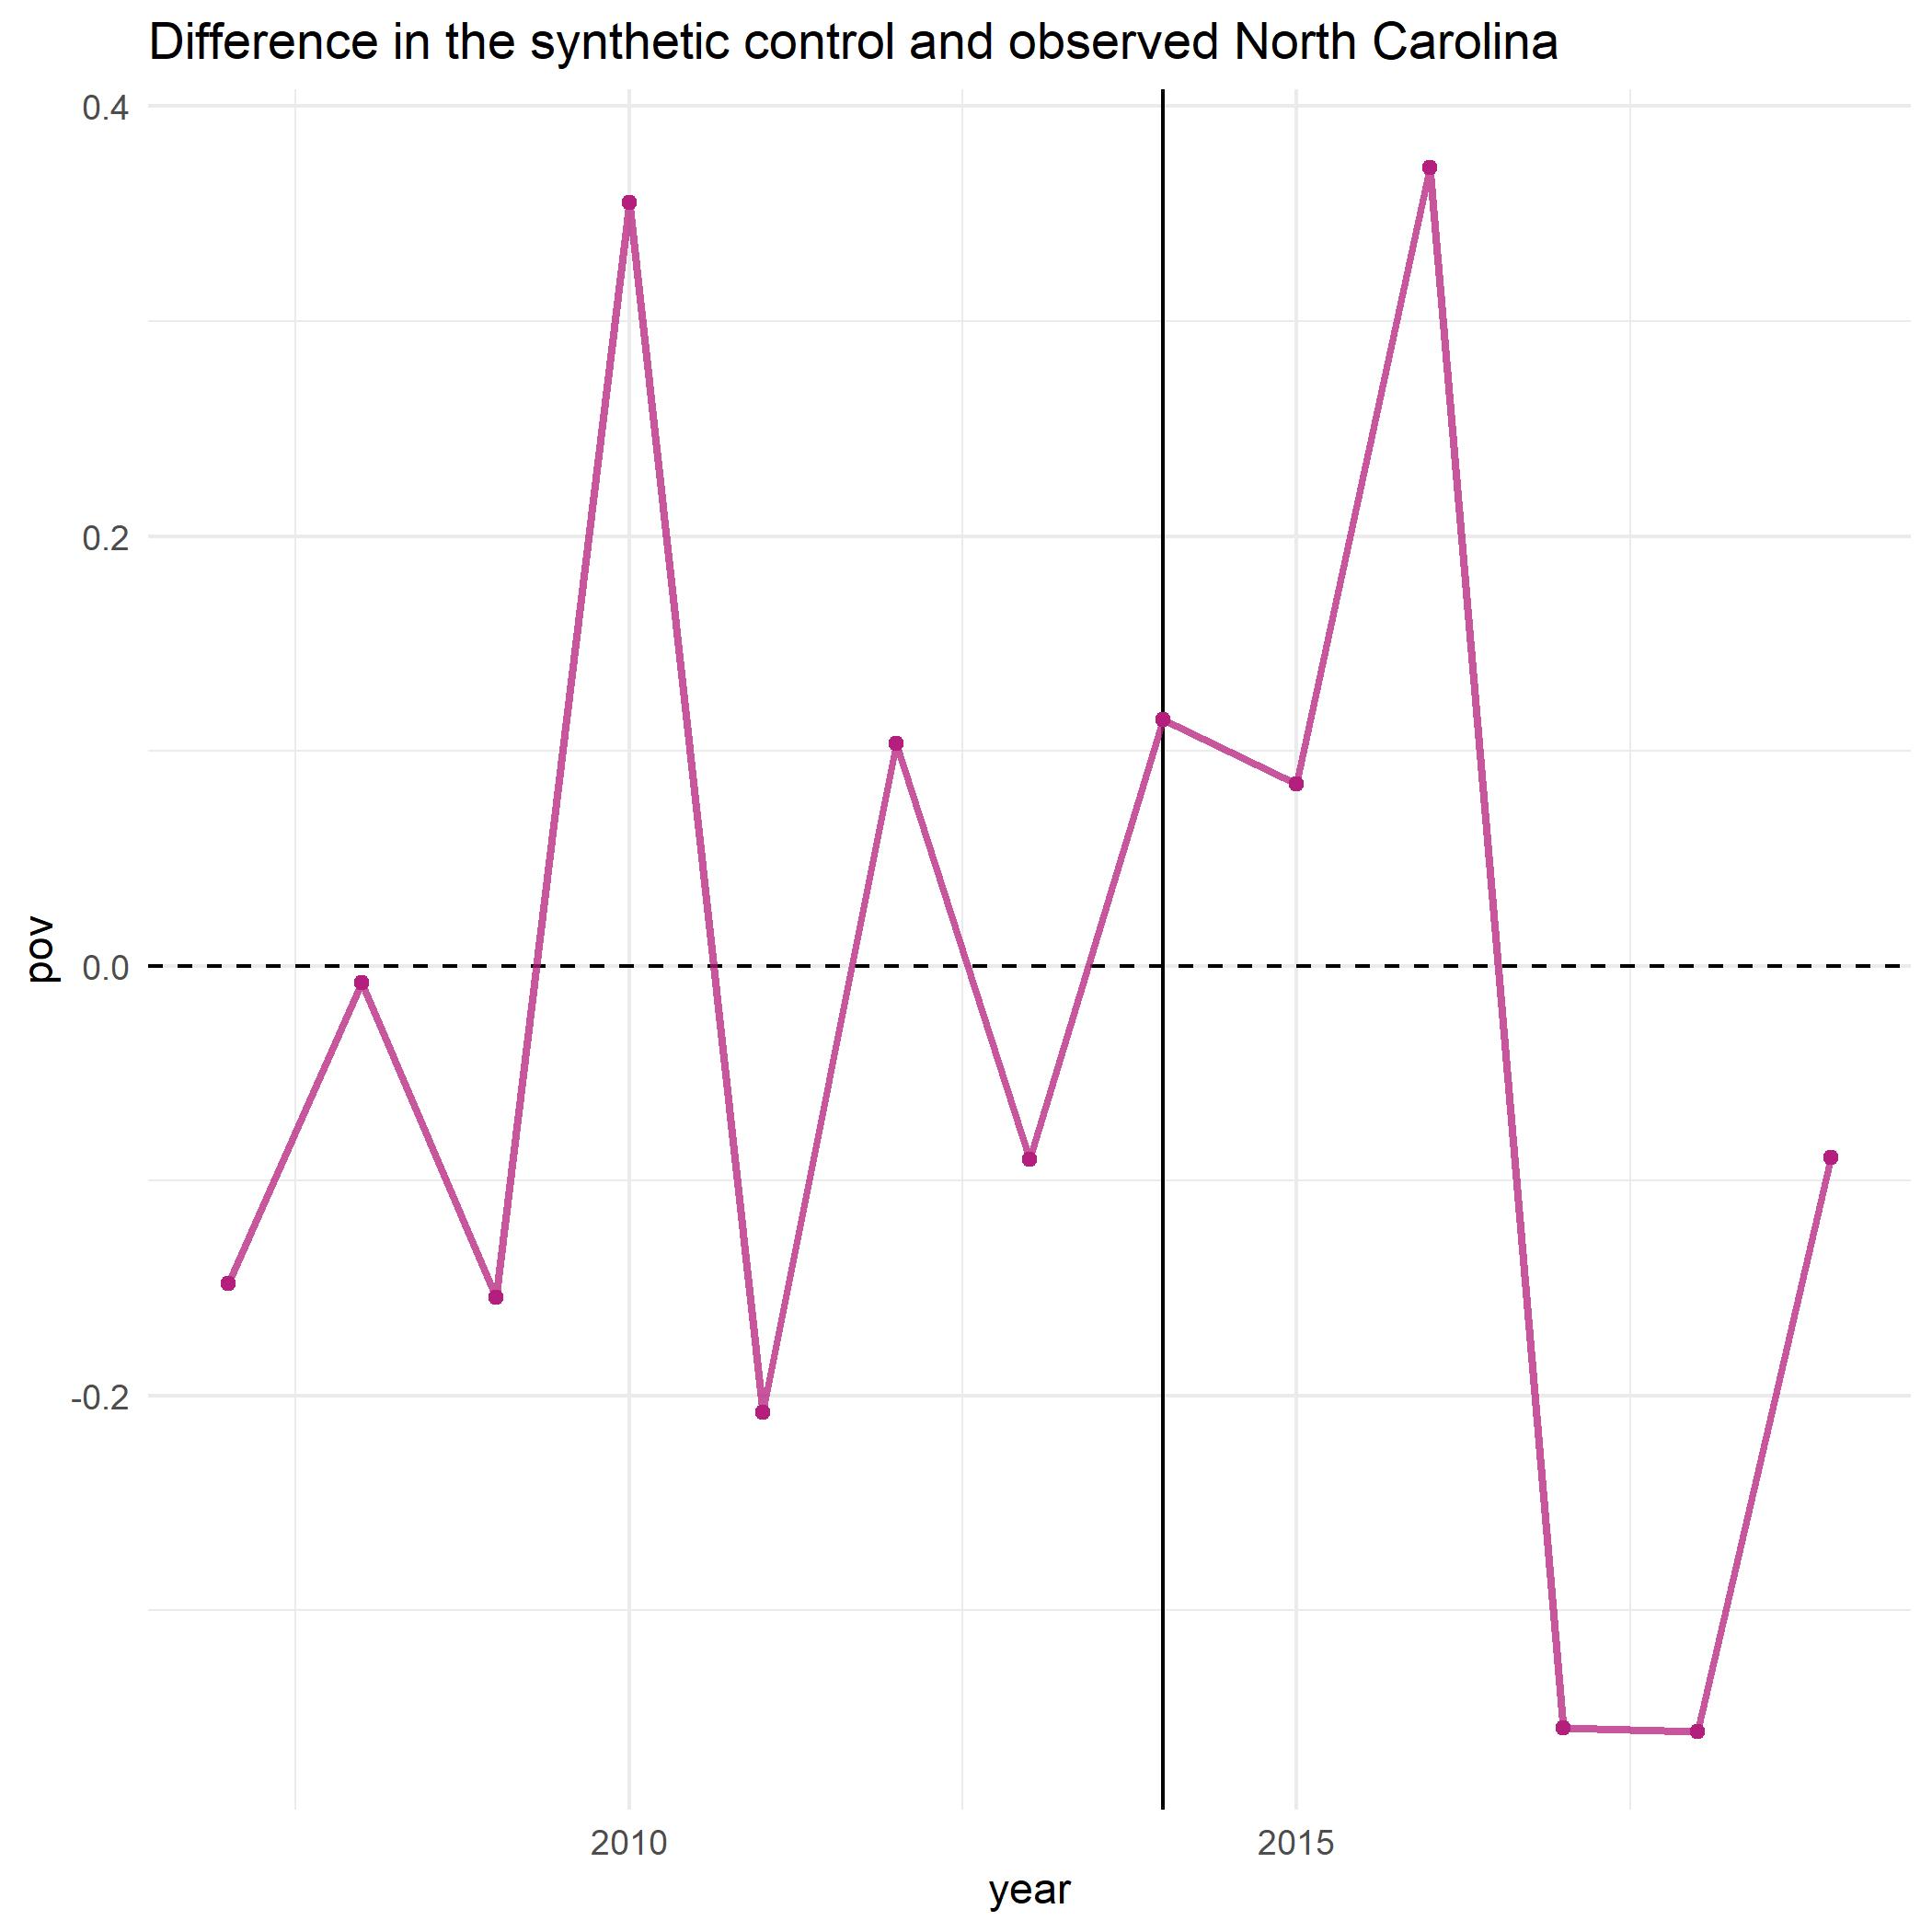 Difference in the synthetic control and observed North Carolina
0.4
0.2
0.0
-0.2
pov
2010
2015
year